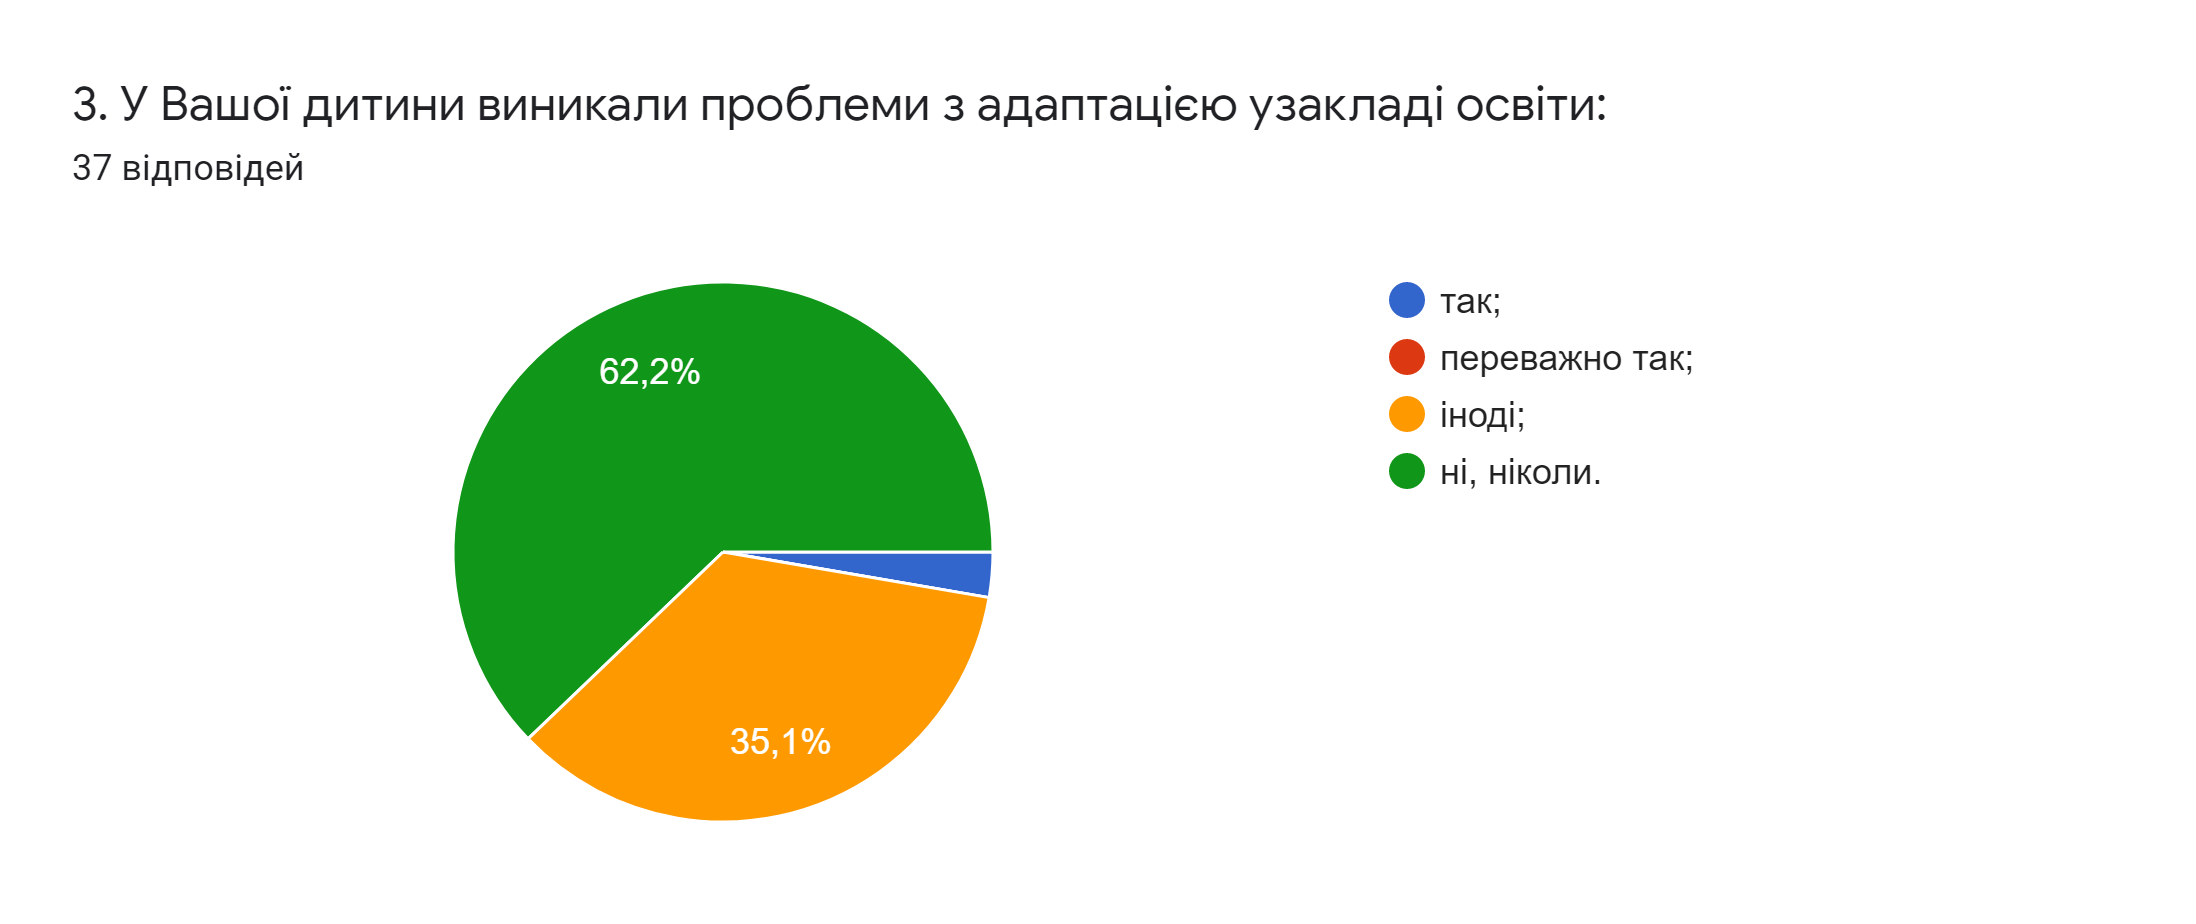 3. У Вашої дитини виникали проблеми з адаптацією узакладі освіти:
37 відповідей
62,2%
35,1%
так;
переважно так;
іноді;
ні, ніколи.